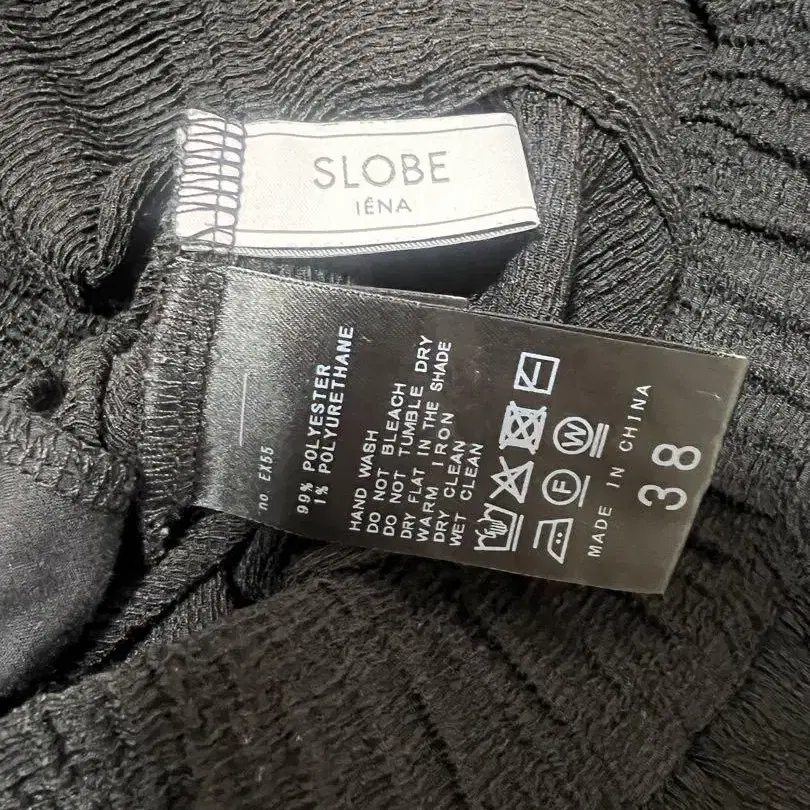 SLOBE
IÉNA
no EX55
99% POLYESTER
1% POLYURETHANE
HAND WASH
DO NOT BLEACH
DO NOT TUMBLE DRY
DRY FLAT IN THE SHADE
WARM IRON
DRY CLEAN
WET CLEAN
F
W
MADE IN CHINA
38